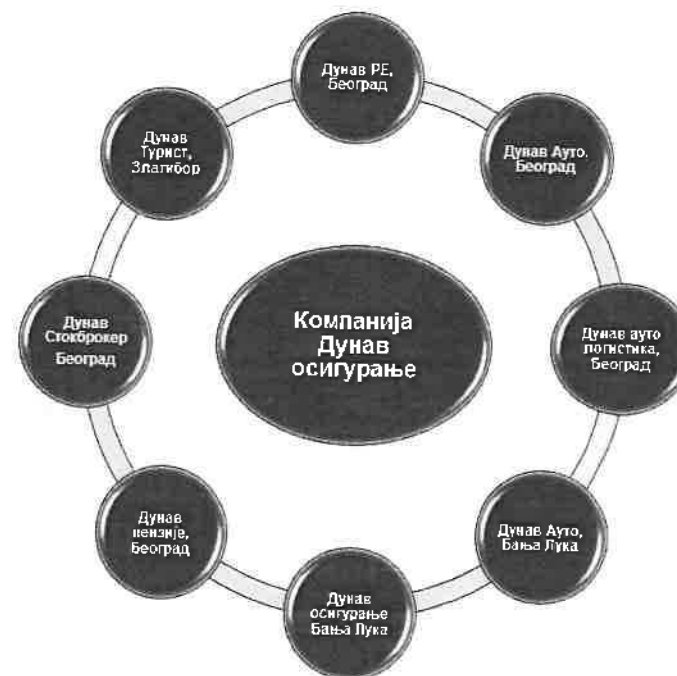 Дунав РЕ,
Београд
Дунав Ауто,
Београд
Дунав ауто
логистика,
Београд
Дунав Ауто,
Бања Лука
Дунав
осигурање
Бања Лука
Дунав
пензије,
Београд
Дунав
Стокброкер
Београд
Дунав
Турист,
Златибор
Компанија
Дунав
осигурање